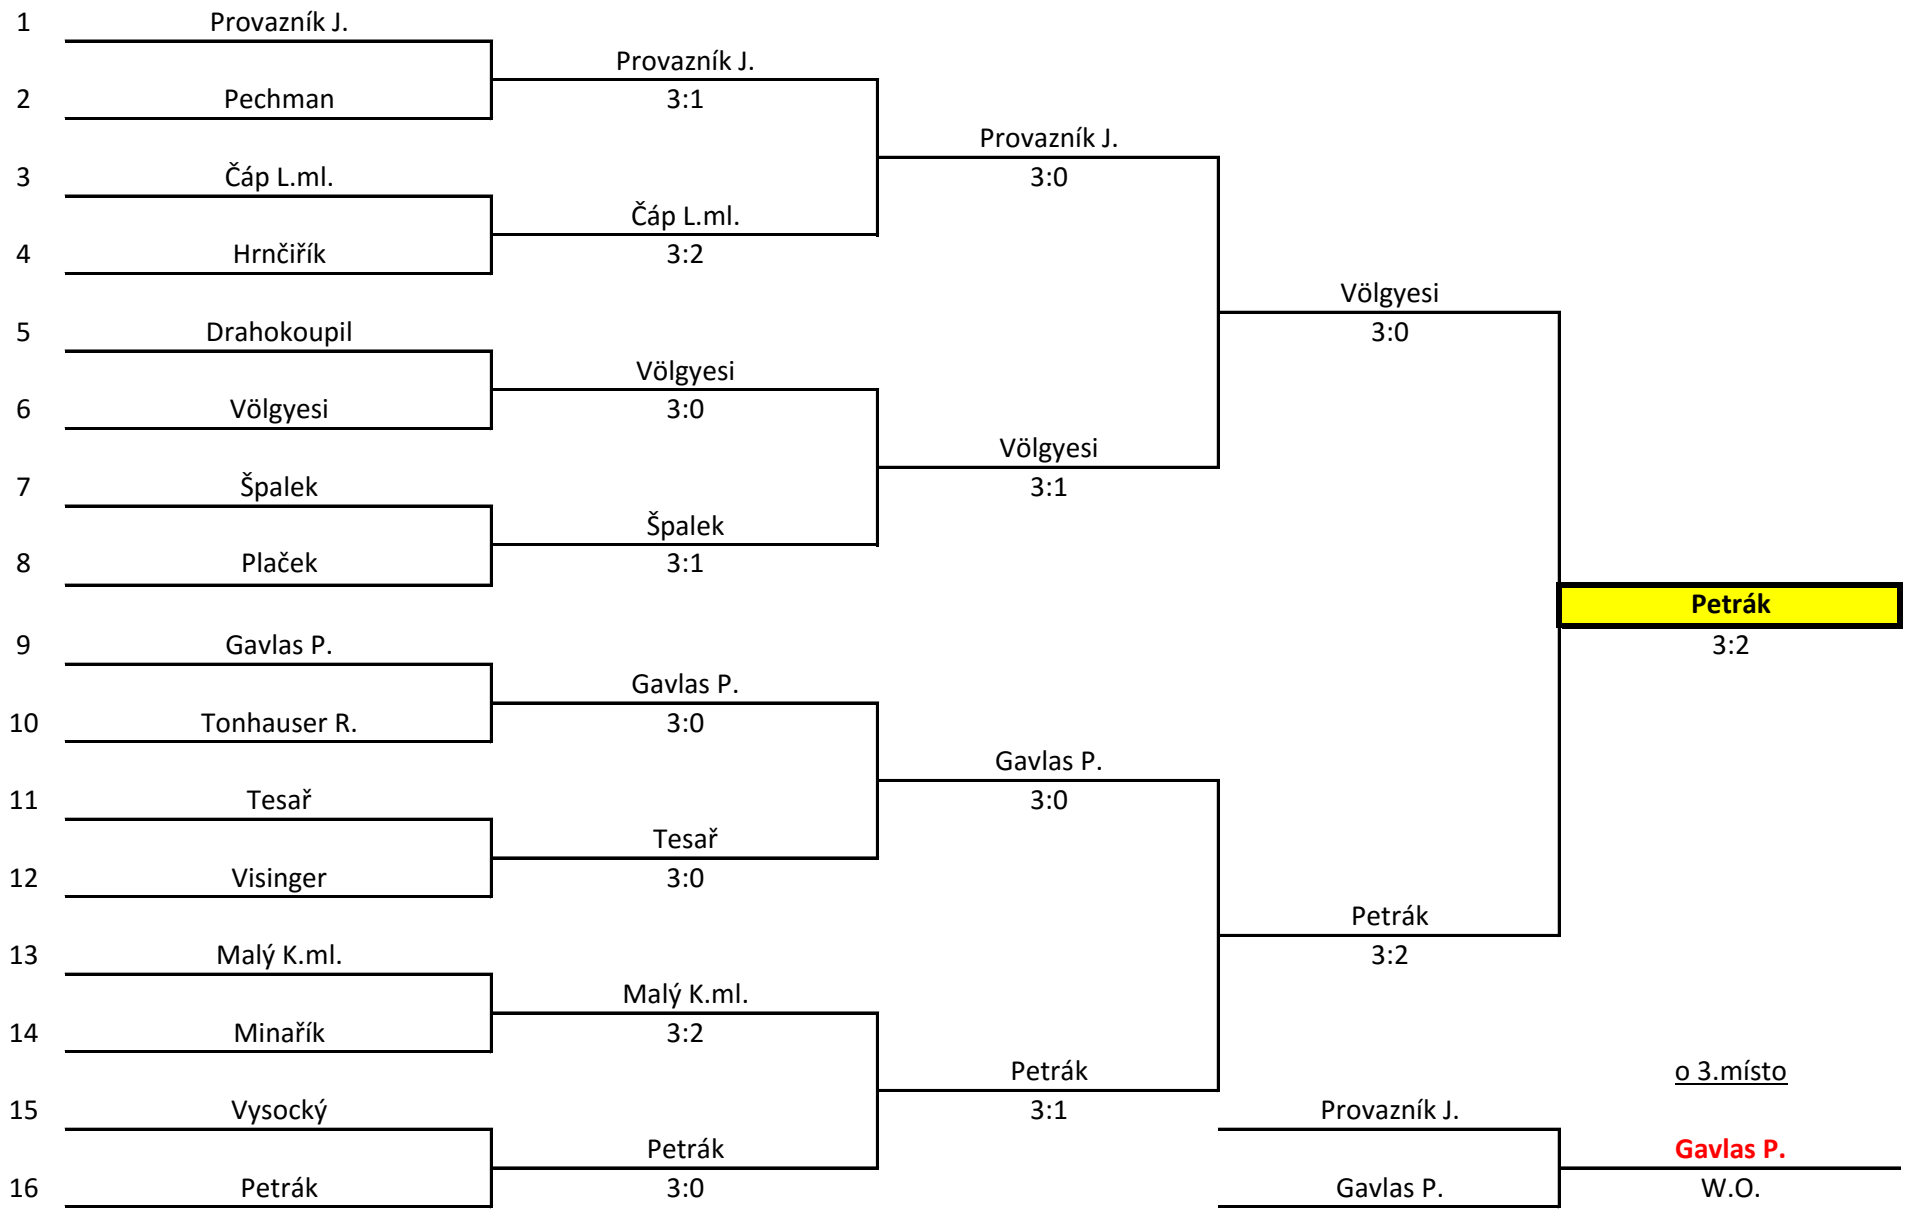 1 Provazník J.
Provazník J.
2 Pechman 3:1
Provazník J.
3 Čáp L.ml. 3:0
Čáp L.ml.
4 Hrnčiřík 3:2
Völgyesi
5 Drahokoupil 3:0
Völgyesi
6 Völgyesi 3:0
Völgyesi
7 Špalek 3:1
Špalek
8 Plaček 3:1
Petrák
9 Gavlas P. 3:2
Gavlas P.
10 Tonhauser R. 3:0
Gavlas P.
11 Tesař 3:0
Tesař
12 Visinger 3:0
Petrák
13 Malý K.ml. 3:2
Malý K.ml.
14 Minařík 3:2
Petrák o 3.místo
15 Vysocký 3:1 Provazník J.
Petrák Gavlas P.
16 Petrák 3:0 Gavlas P. W.O.